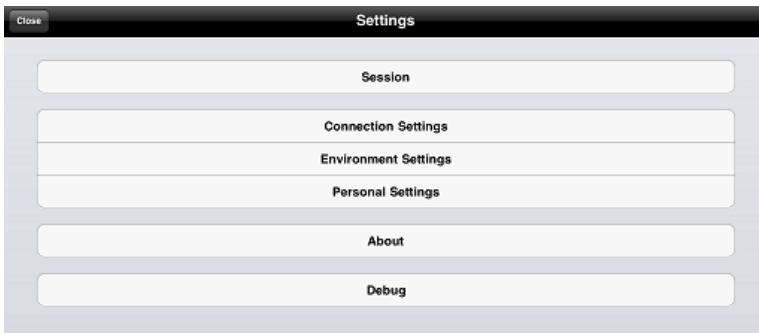 Close
Settings
Session
Connection Settings
Environment Settings
Personal Settings
About
Debug